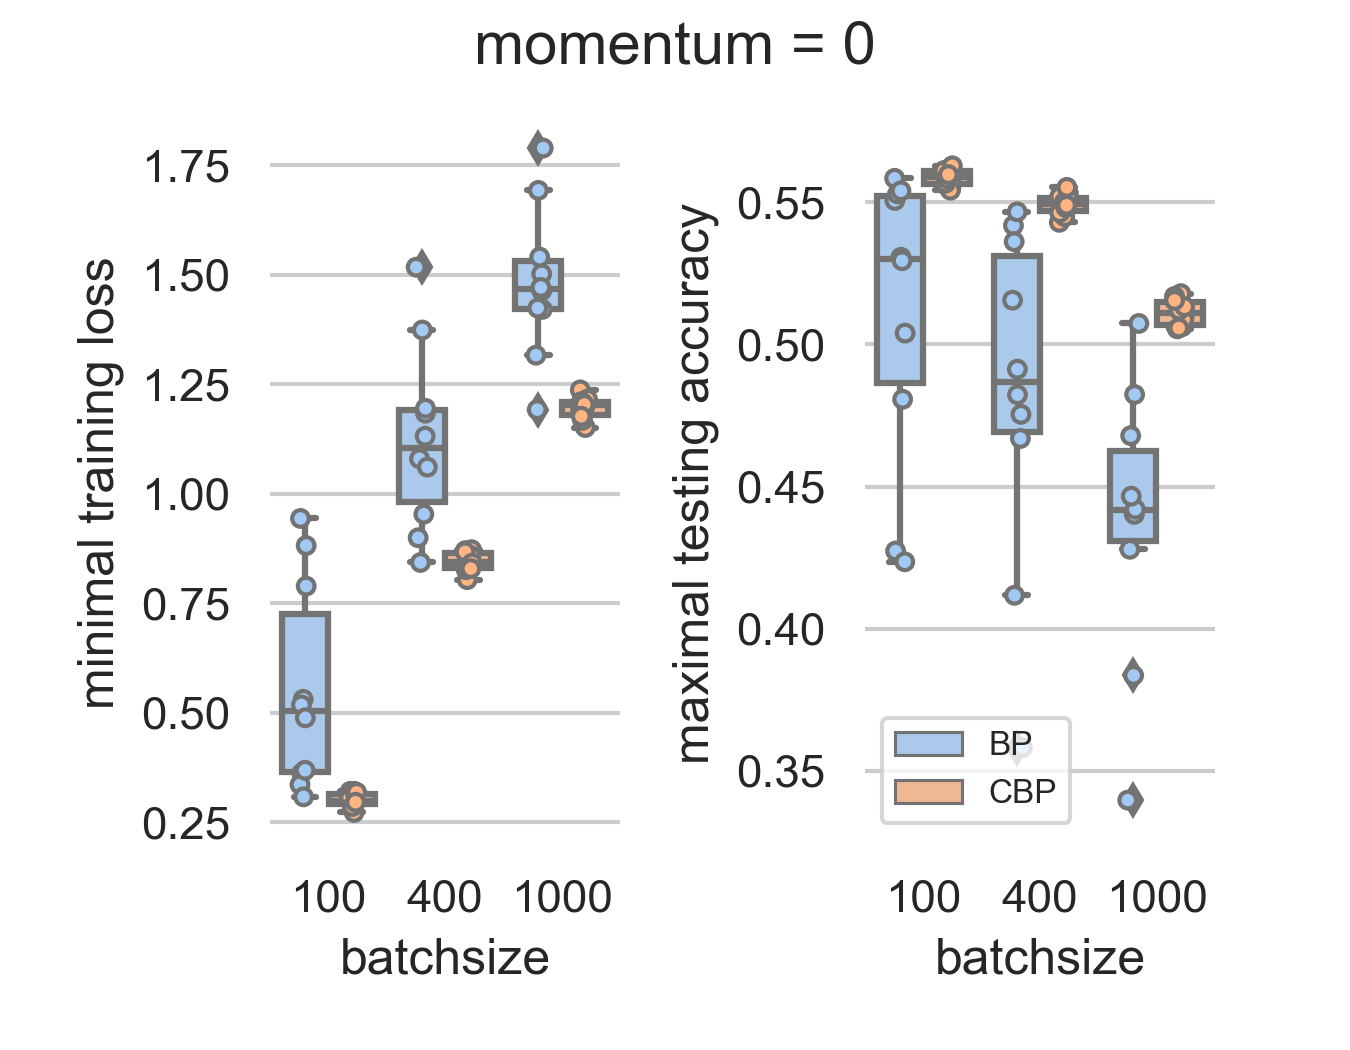 momentum = 0
minimal training loss
1.75
1.50
1.25
1.00
0.75
0.50
0.25
100 400 1000
batchsize
maximal testing accuracy
0.55
0.50
0.45
0.40
0.35
BP
CBP
100 400 1000
batchsize